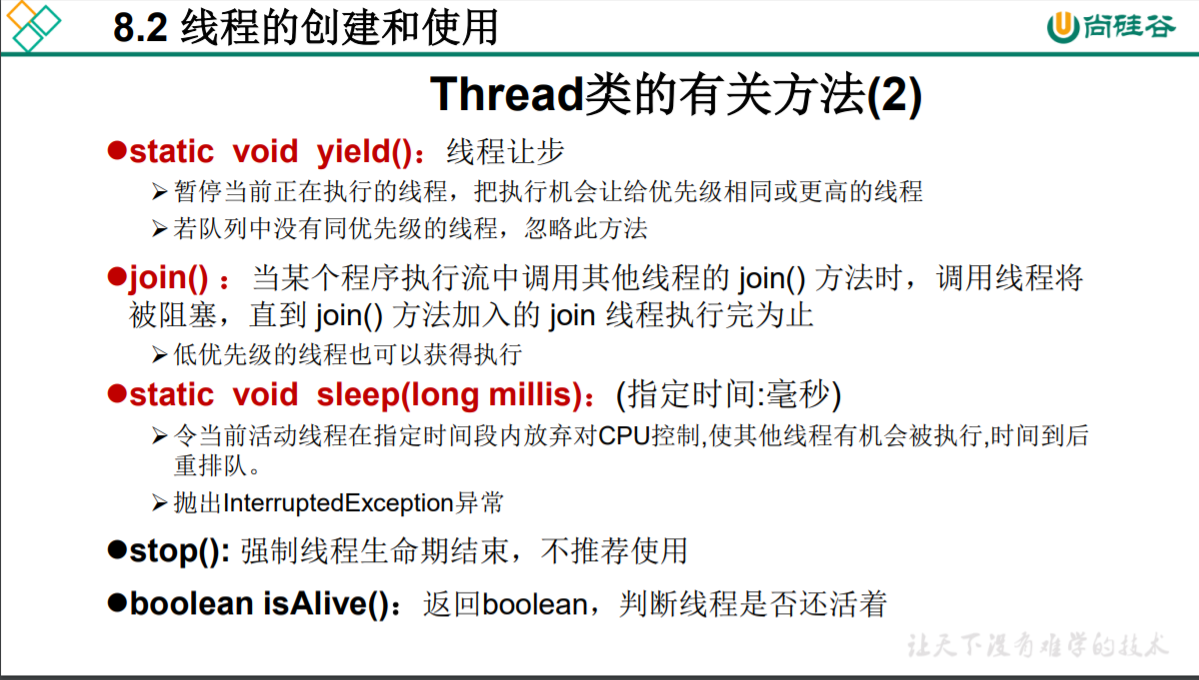 8.2 线程的创建和使用
尚硅谷
Thread类的有关方法(2)
●static void yield()：线程让步
➢暂停当前正在执行的线程，把执行机会让给优先级相同或更高的线程
➢若队列中没有同优先级的线程，忽略此方法
●join() ：当某个程序执行流中调用其他线程的 join() 方法时，调用线程将
被阻塞，直到 join() 方法加入的 join 线程执行完为止
➢低优先级的线程也可以获得执行
●static void sleep(long millis)：(指定时间:毫秒)
➢令当前活动线程在指定时间段内放弃对CPU控制,使其他线程有机会被执行,时间到后
重排队。
➢抛出InterruptedException异常
●stop(): 强制线程生命期结束，不推荐使用
●boolean isAlive()：返回boolean，判断线程是否还活着
让天下没有难学的技术